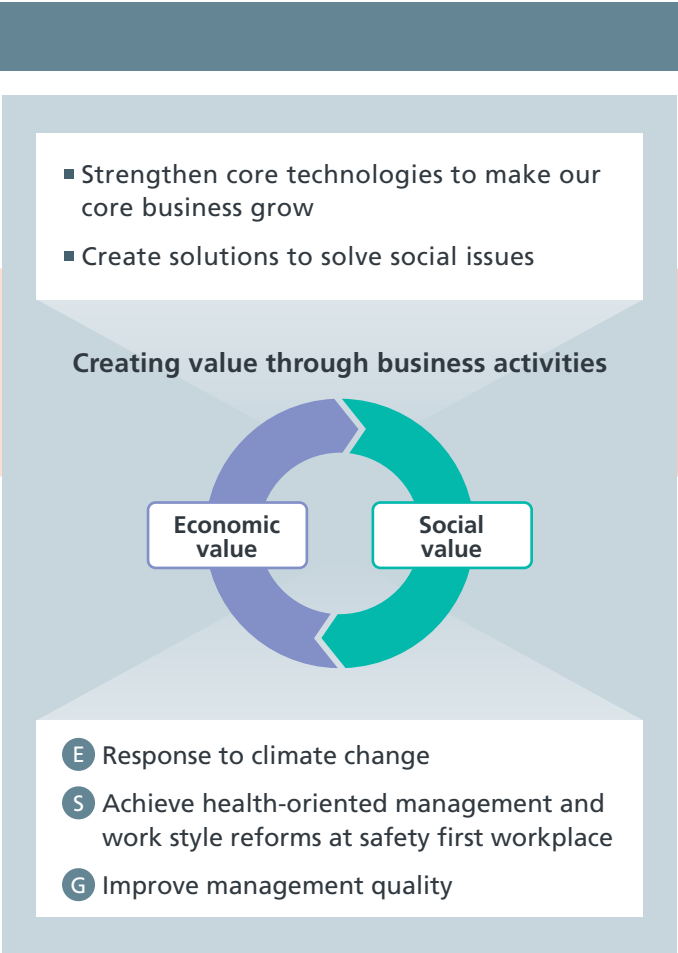 Strengthen core technologies to make our
core business grow
Create solutions to solve social issues
Creating value through business activities
Economic
value
Social
value
E Response to climate change
S Achieve health-oriented management and
work style reforms at safety first workplace
G Improve management quality